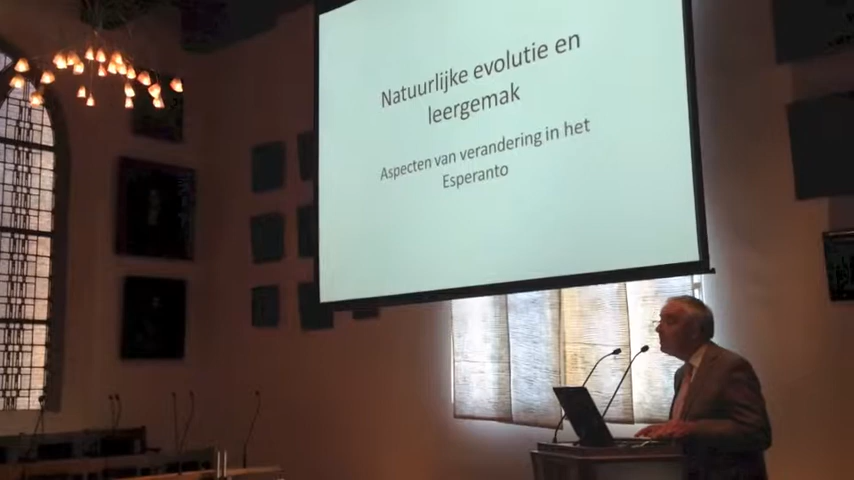 Natuurlijke evolutie en
leergemak
Aspecten van verandering in het
Esperanto